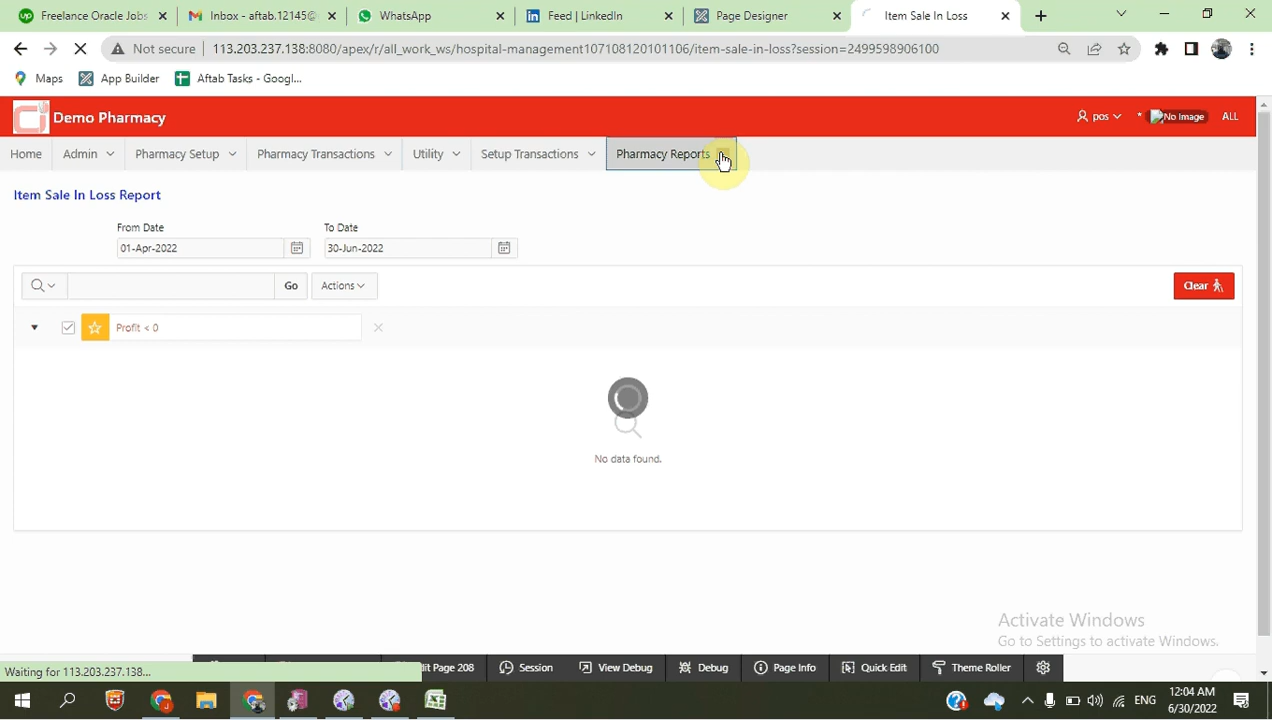 Freelance Oracle Jobs
Inbox - aftab.12145@
WhatsApp
Feed | LinkedIn
Page Designer
Item Sale In Loss
Not secure
113.203.237.138:8080/apex/r/all_work_ws/hospital-management107108120101106/item-sale-in-loss?session=2499598906100
Maps
App Builder
Aftab Tasks - Googl...
Demo Pharmacy
pos
*
No Image
ALL
Home
Admin
Pharmacy Setup
Pharmacy Transactions
Utility
Setup Transactions
Pharmacy Reports
Item Sale In Loss Report
From Date
To Date
01-Apr-2022
30-Jun-2022
Go
Actions
Clear
Profit < 0
No data found.
Activate Windows
Go to Settings to activate Windows.
Waiting for 113.203.237.138...
Page 208
Session
View Debug
Debug
Page Info
Quick Edit
Theme Roller
ENG
12:04 AM
6/30/2022